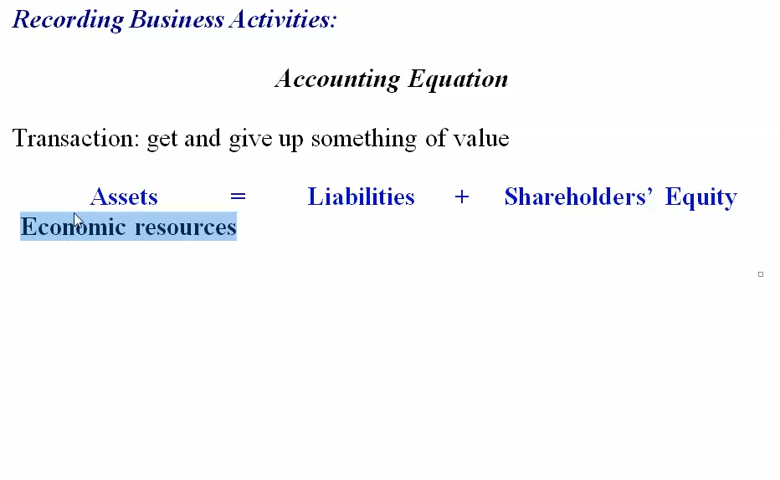 Recording Business Activities:
Accounting Equation
Transaction: get and give up something of value
Assets = Liabilities + Shareholders’ Equity
Economic resources